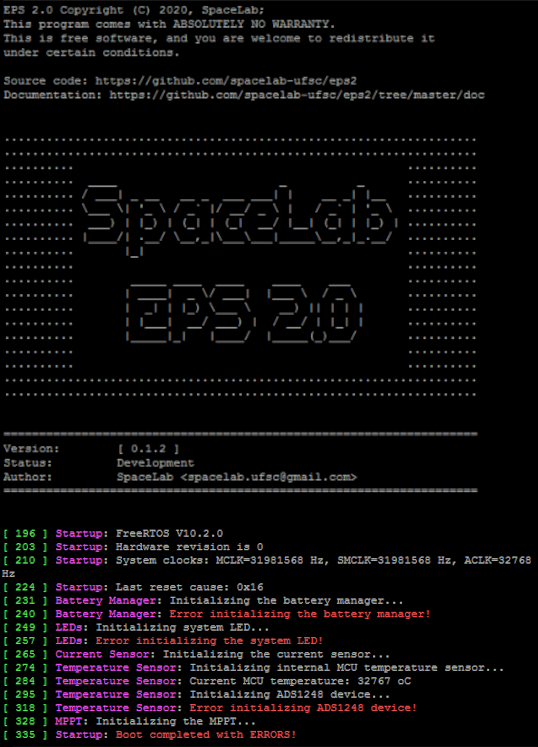 EPS 2.0 Copyright (C) 2020, SpaceLab;
This program comes with ABSOLUTELY NO WARRANTY.
This is free software, and you are welcome to redistribute it
under certain conditions.
Source code: https://github.com/spacelab-ufsc/eps2
Documentation: https://github.com/spacelab-ufsc/eps2/tree/master/doc
SpaceLab
EPS 2.0
Version: [ 0.1.2 ]
Status: Development
Author: SpaceLab <spacelab.ufsc@gmail.com>
[ 196 ] Startup: FreeRTOS V10.2.0
[ 203 ] Startup: Hardware revision is 0
[ 210 ] Startup: System clocks: MCLK=31981568 Hz, SMCLK=31981568 Hz, ACLK=32768
Hz
[ 224 ] Startup: Last reset cause: 0x16
[ 231 ] Battery Manager: Initializing the battery manager...
[ 240 ] Battery Manager: Error initializing the battery manager!
[ 249 ] LEDs: Initializing system LED...
[ 257 ] LEDs: Error initializing the system LED!
[ 265 ] Current Sensor: Initializing the current sensor...
[ 274 ] Temperature Sensor: Initializing internal MCU temperature sensor...
[ 284 ] Temperature Sensor: Current MCU temperature: 32767 oC
[ 295 ] Temperature Sensor: Initializing ADS1248 device...
[ 318 ] Temperature Sensor: Error initializing ADS1248 device!
[ 328 ] MPPT: Initializing the MPPT...
[ 335 ] Startup: Boot completed with ERRORS!